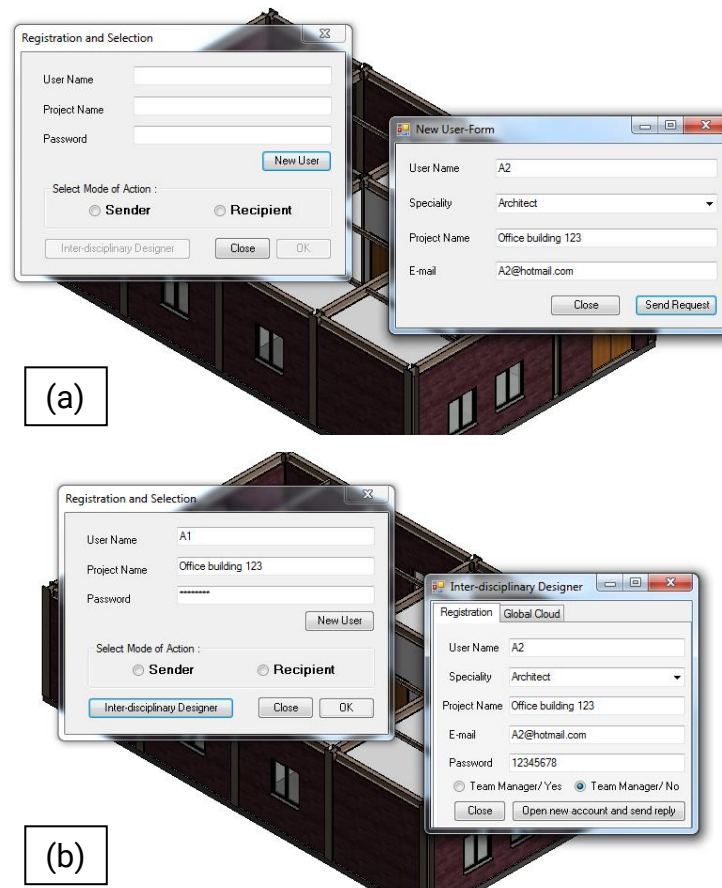 Registration and Selection
User Name
Project Name
Password
New User
Select Mode of Action :
Sender Recipient
Inter-disciplinary Designer Close OK
New User-Form
User Name A2
Speciality Architect
Project Name Office building 123
E-mail A2@hotmail.com
Close Send Request
(a)
Registration and Selection
User Name A1
Project Name Office building 123
Password ********
New User
Select Mode of Action :
Sender Recipient
Inter-disciplinary Designer Close OK
Inter-disciplinary Designer
Registration Global Cloud
User Name A2
Speciality Architect
Project Name Office building 123
E-mail A2@hotmail.com
Password 12345678
Team Manager/ Yes Team Manager/ No
Close Open new account and send reply
(b)